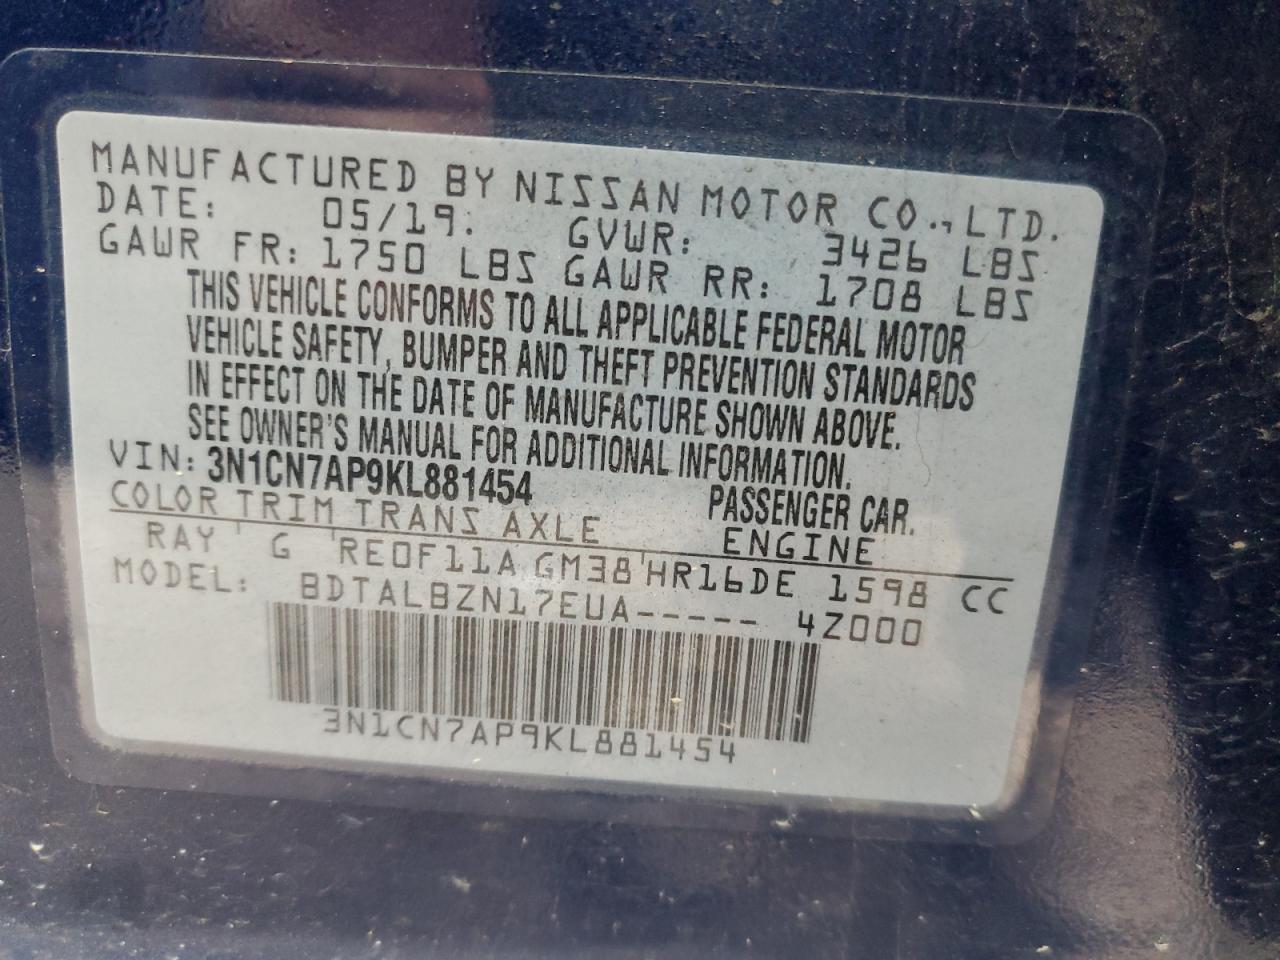 MANUFACTURED BY NISSAN MOTOR CO., LTD.
DATE: 05/19. GVWR: 3426 LBS
GAWR FR: 1750 LBS GAWR RR: 1708 LBS
THIS VEHICLE CONFORMS TO ALL APPLICABLE FEDERAL MOTOR
VEHICLE SAFETY, BUMPER AND THEFT PREVENTION STANDARDS
IN EFFECT ON THE DATE OF MANUFACTURE SHOWN ABOVE.
SEE OWNER'S MANUAL FOR ADDITIONAL INFORMATION.
VIN: 3N1CN7AP9KL881454 PASSENGER CAR.
COLOR TRIM TRANS AXLE ENGINE
RAY G RE0F11A GM38 HR16DE 1598 CC
MODEL: BDTALBZN17EUA----- 4Z000
3N1CN7AP9KL881454